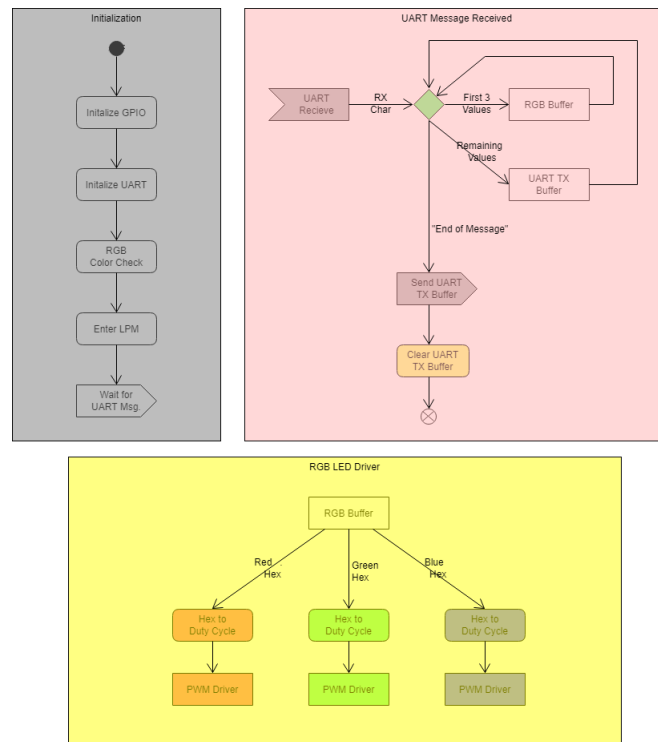 Initialization
Initalize GPIO
Initalize UART
RGB
Color Check
Enter LPM
Wait for
UART Msg.
UART Message Received
UART
Recieve
RX
Char
First 3
Values
RGB Buffer
Remaining
Values
UART TX
Buffer
"End of Message"
Send UART
TX Buffer
Clear UART
TX Buffer
RGB LED Driver
RGB Buffer
Red
Hex
Green
Hex
Blue
Hex
Hex to
Duty Cycle
Hex to
Duty Cycle
Hex to
Duty Cycle
PWM Driver
PWM Driver
PWM Driver